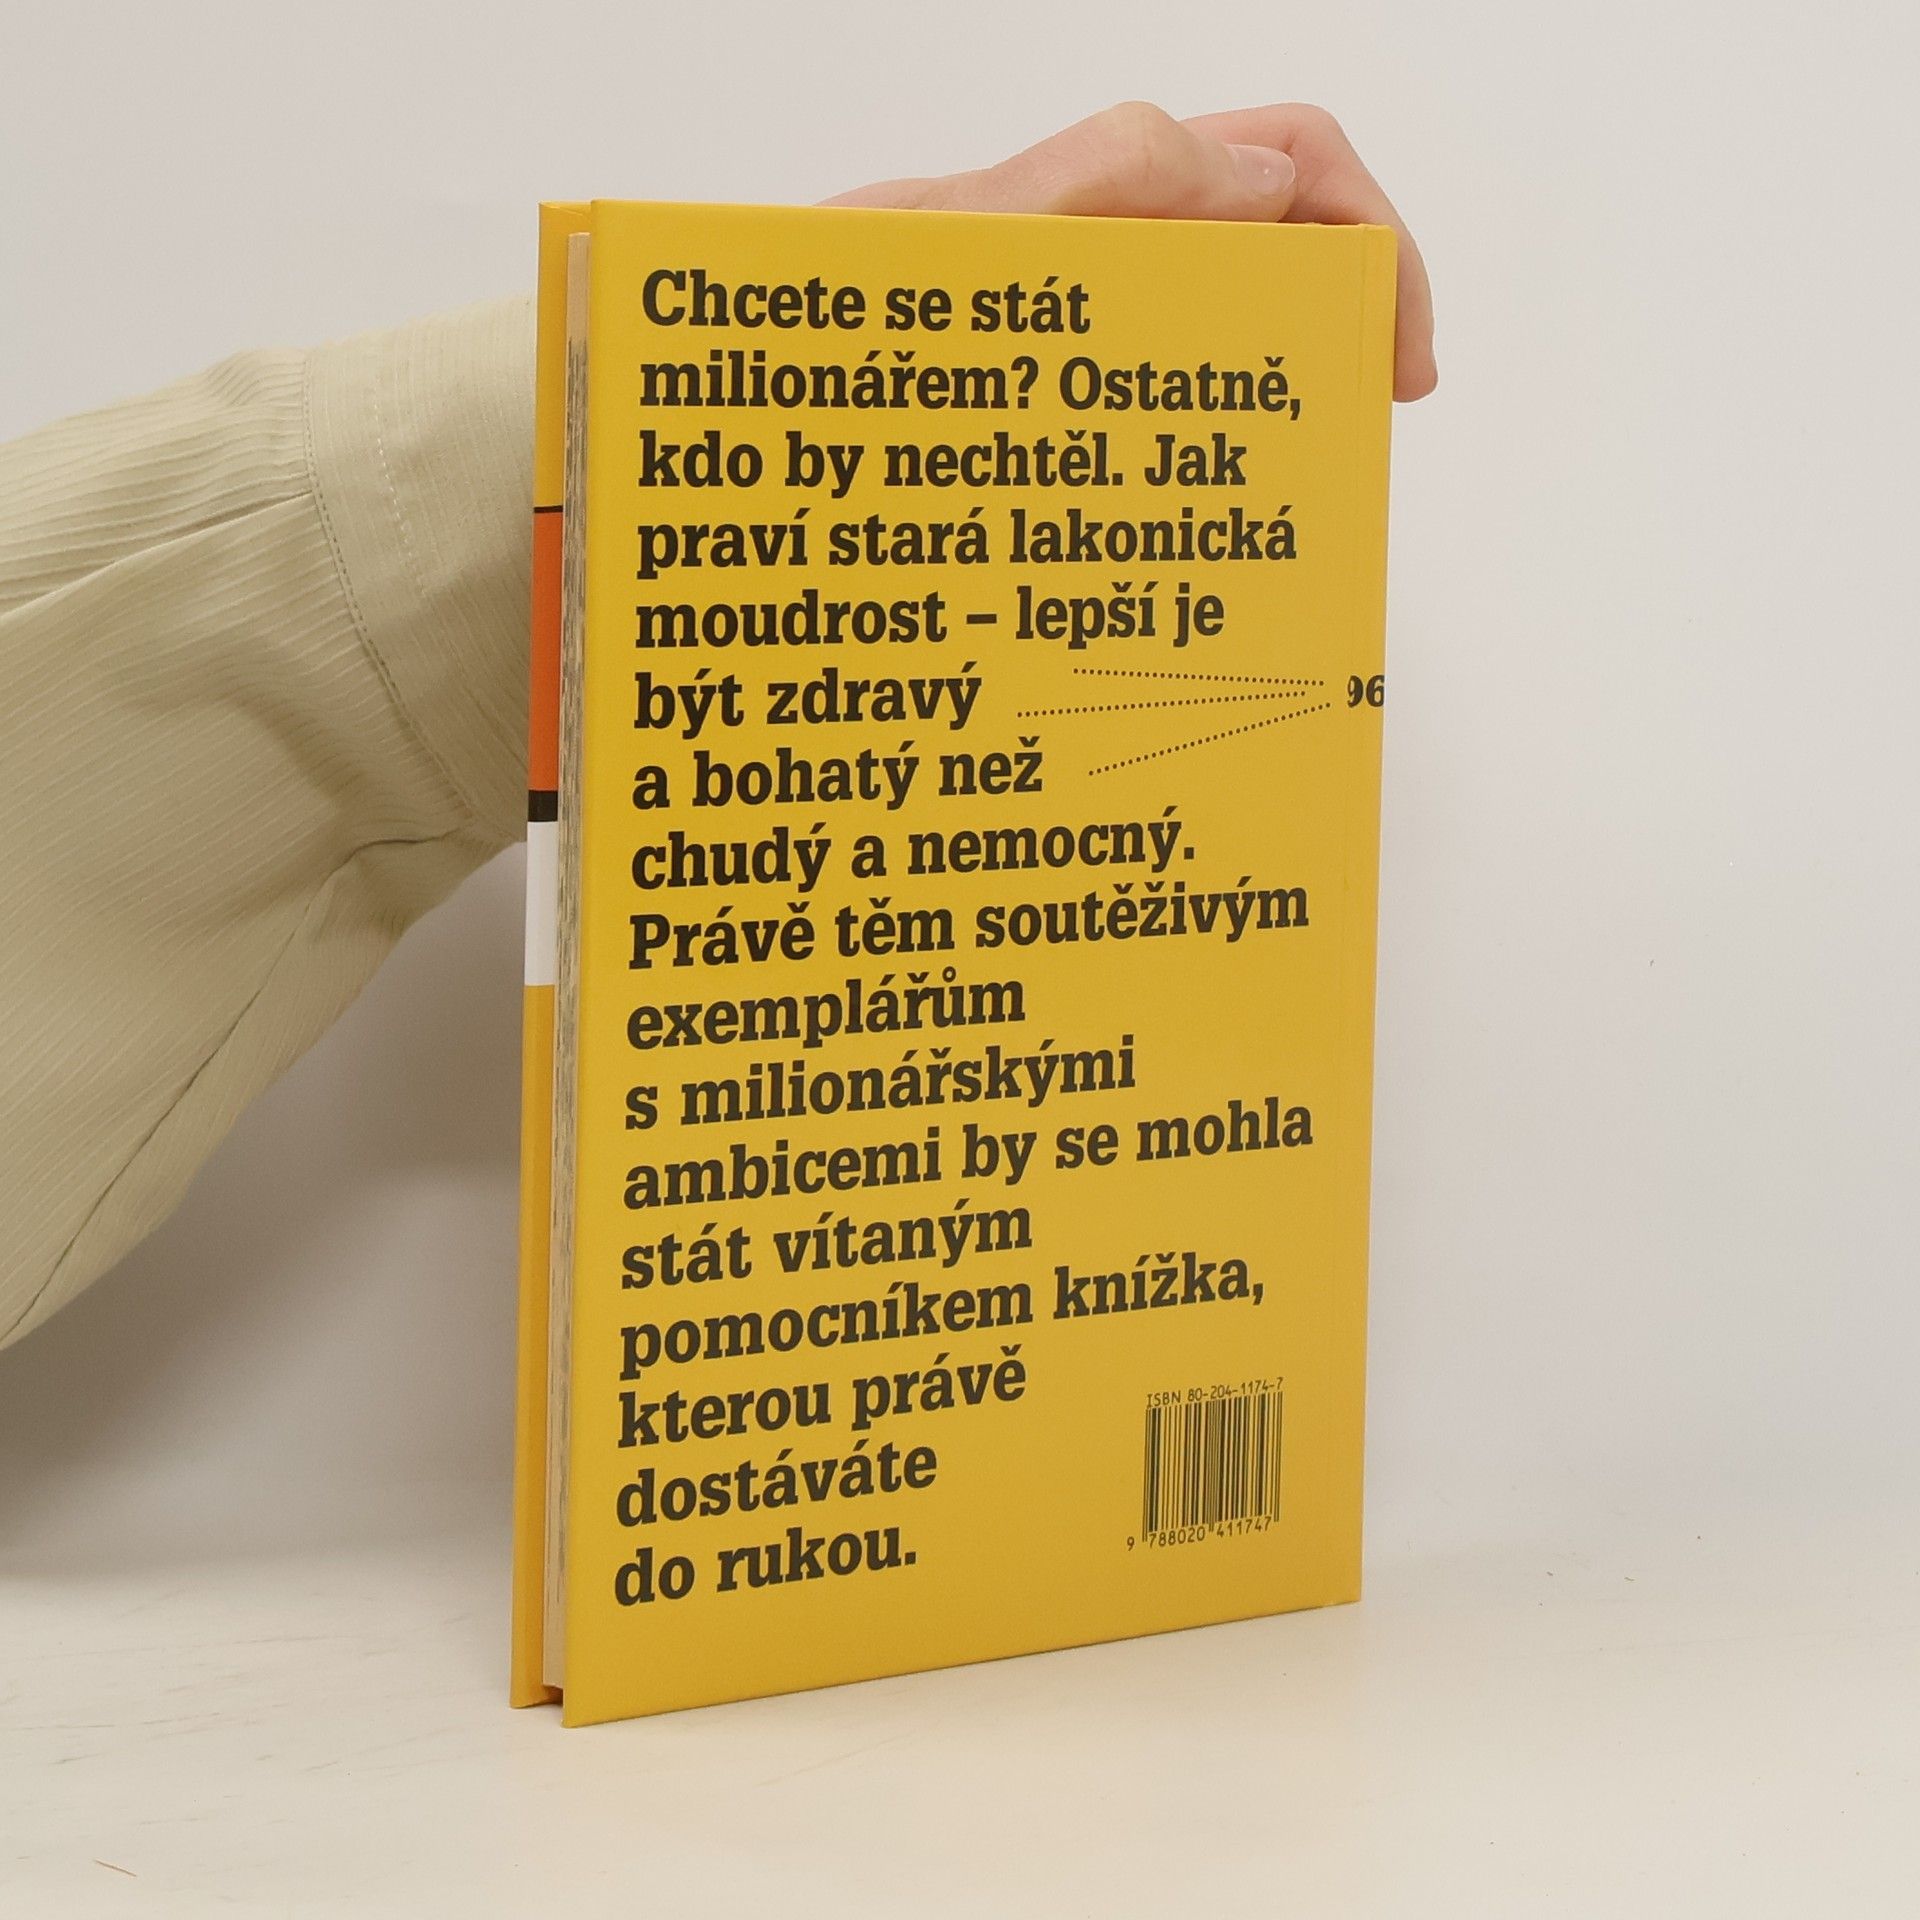 Chcete se stát
milionářem? Ostatně,
kdo by nechtěl. Jak
praví stará lakonická
moudrost – lepší je
být zdravý
96
a bohatý než
chudý a nemocný.
Právě těm soutěživým
exemplářům
s milionářskými
ambicemi by se mohla
stát vítaným
pomocníkem knížka,
kterou právě
dostáváte
do rukou.
ISBN 80-204-1174-7
9 788020 411747